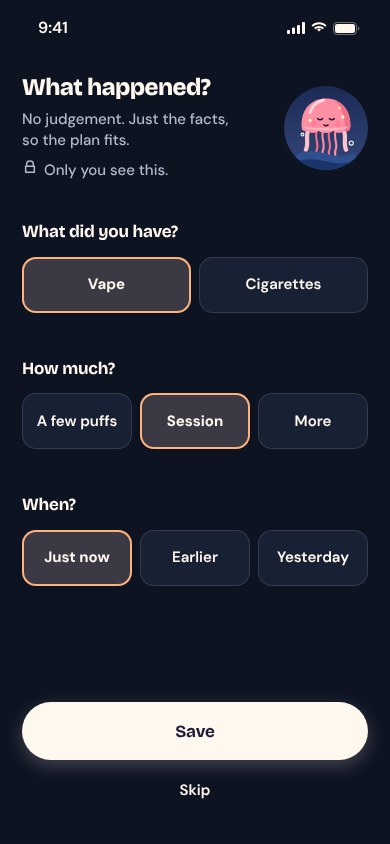 9:41
What happened?
No judgement. Just the facts,
so the plan fits.
Only you see this.
What did you have?
Vape
Cigarettes
How much?
A few puffs
Session
More
When?
Just now
Earlier
Yesterday
Save
Skip